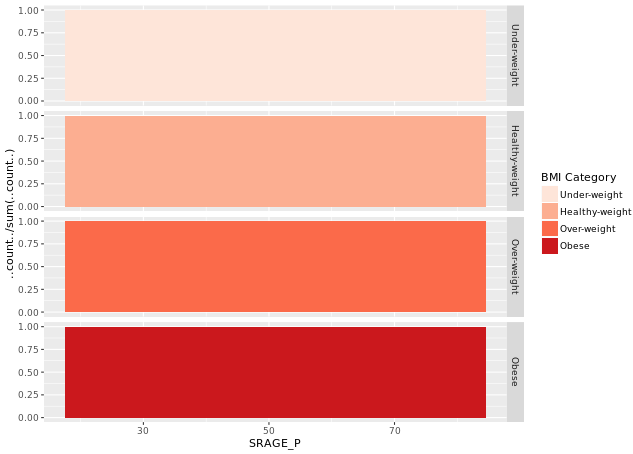 1.00
0.75
0.50
0.25
0.00
Under-weight
1.00
0.75
0.50
0.25
0.00
Healthy-weight
1.00
0.75
0.50
0.25
0.00
Over-weight
1.00
0.75
0.50
0.25
0.00
Obese
..count../sum(..count..)
30
50
70
SRAGE_P
BMI Category
Under-weight
Healthy-weight
Over-weight
Obese